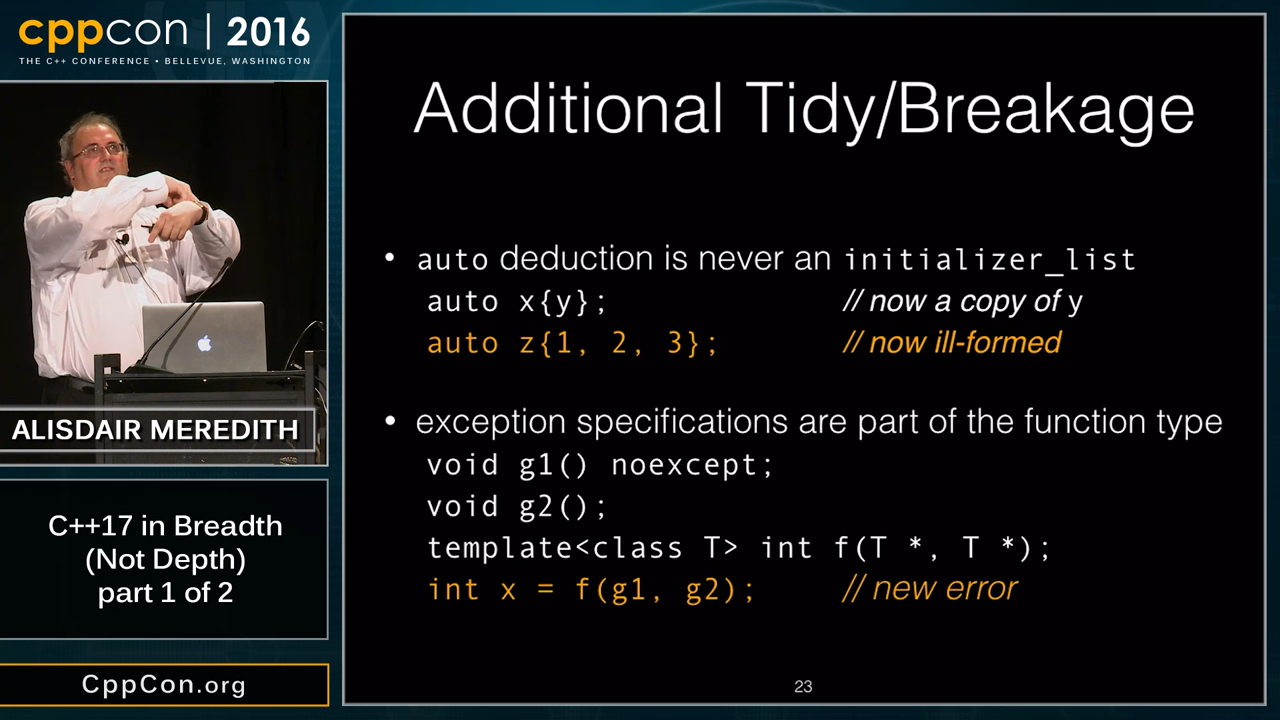 cppcon | 2016
THE C++ CONFERENCE • BELLEVUE, WASHINGTON
ALISDAIR MEREDITH
C++17 in Breadth
(Not Depth)
part 1 of 2
CppCon.org
Additional Tidy/Breakage
• auto deduction is never an initializer_list
auto x{y}; // now a copy of y
auto z{1, 2, 3}; // now ill-formed
• exception specifications are part of the function type
void g1() noexcept;
void g2();
template<class T> int f(T *, T *);
int x = f(g1, g2); // new error
23